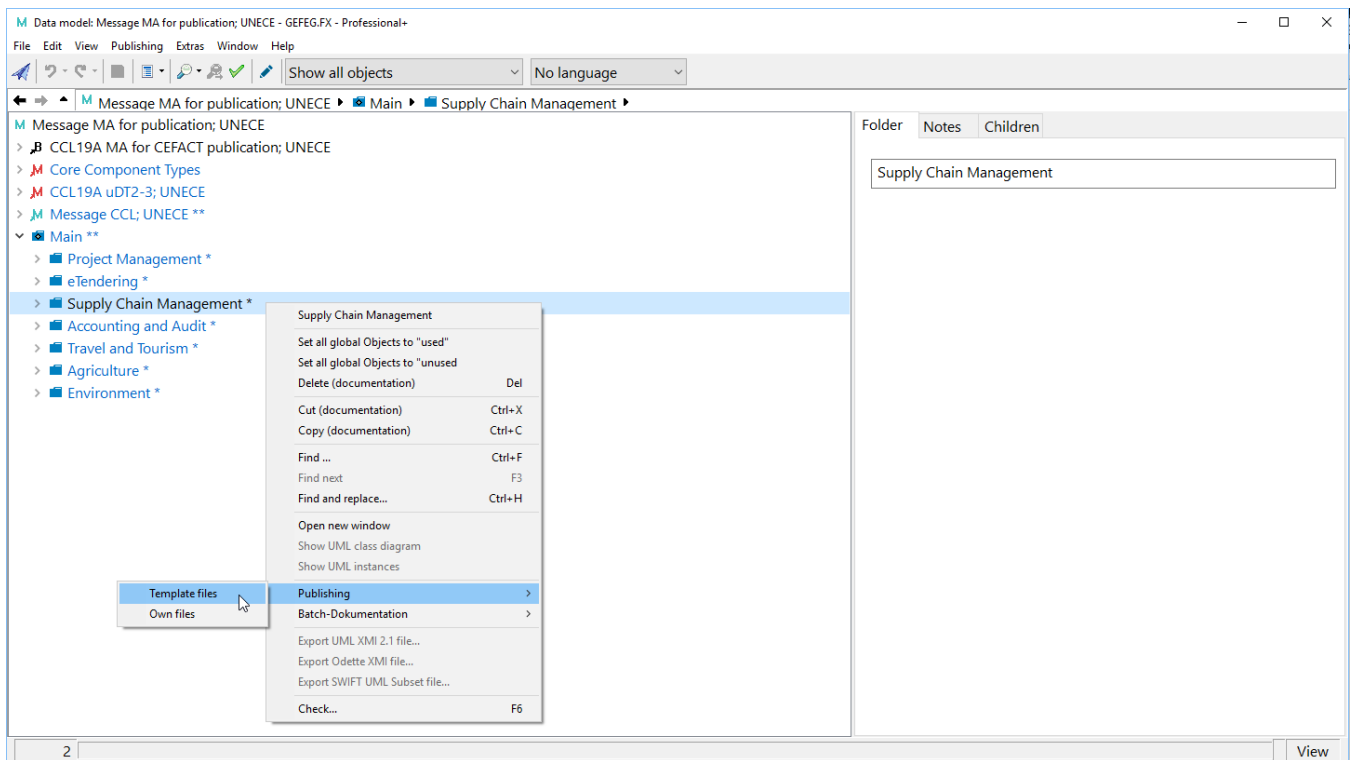 M Data model: Message MA for publication; UNECE - GEFEG.FX - Professional+
File Edit View Publishing Extras Window Help
Show all objects No language
M Message MA for publication; UNECE Main Supply Chain Management
M Message MA for publication; UNECE
B CCL19A MA for CEFACT publication; UNECE
M Core Component Types
M CCL19A uDT2-3; UNECE
M Message CCL; UNECE **
Main **
Project Management *
eTendering *
Supply Chain Management *
Accounting and Audit *
Travel and Tourism *
Agriculture *
Environment *
Supply Chain Management
Set all global Objects to "used"
Set all global Objects to "unused
Delete (documentation) Del
Cut (documentation) Ctrl+X
Copy (documentation) Ctrl+C
Find ... Ctrl+F
Find next F3
Find and replace... Ctrl+H
Open new window
Show UML class diagram
Show UML instances
Publishing
Batch-Dokumentation
Export UML XMI 2.1 file...
Export Odette XMI file...
Export SWIFT UML Subset file...
Check... F6
Template files
Own files
Folder Notes Children
Supply Chain Management
2 View